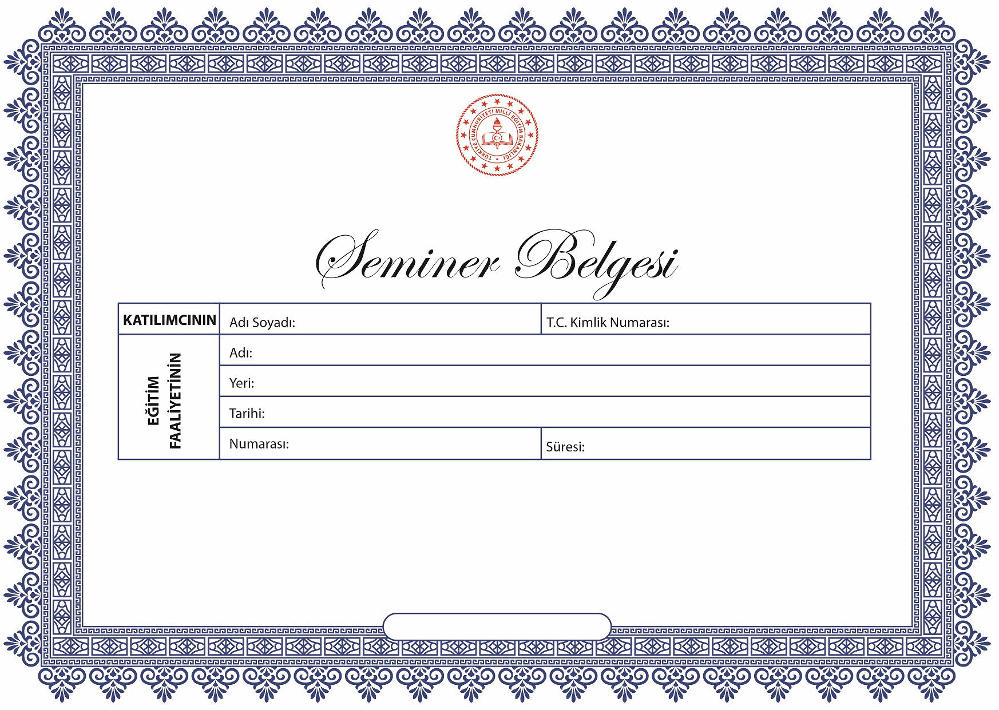 TÜRKİYE CUMHURİYETİ MİLLÎ EĞİTİM BAKANLIĞI
Seminer Belgesi
KATILIMCININ
Adı Soyadı:
T.C. Kimlik Numarası:
EĞİTİM
FAALİYETİNİN
Adı:
Yeri:
Tarihi:
Numarası:
Süresi: